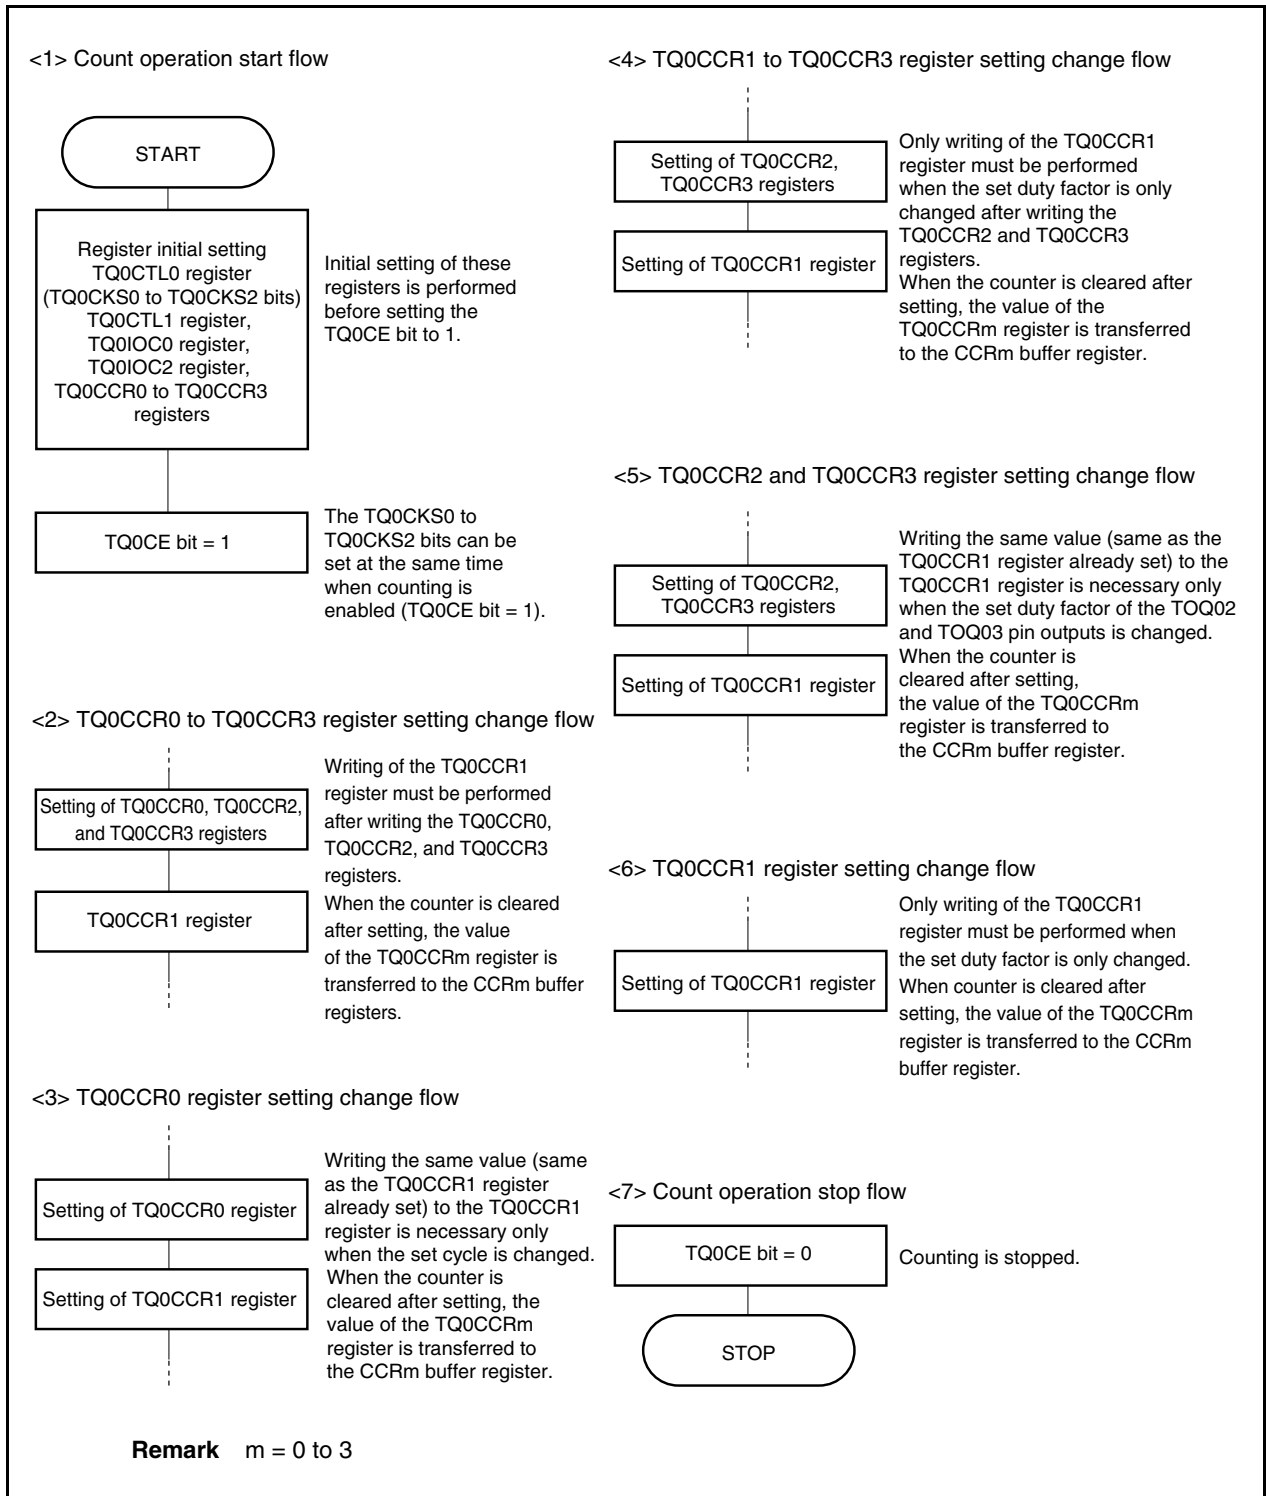 <1> Count operation start flow
START
Register initial setting
TQ0CTL0 register
(TQ0CKS0 to TQ0CKS2 bits)
TQ0CTL1 register,
TQ0IOC0 register,
TQ0IOC2 register,
TQ0CCR0 to TQ0CCR3
registers
Initial setting of these
registers is performed
before setting the
TQ0CE bit to 1.
TQ0CE bit = 1
The TQ0CKS0 to
TQ0CKS2 bits can be
set at the same time
when counting is
enabled (TQ0CE bit = 1).
<2> TQ0CCR0 to TQ0CCR3 register setting change flow
Setting of TQ0CCR0, TQ0CCR2,
and TQ0CCR3 registers
TQ0CCR1 register
Writing of the TQ0CCR1
register must be performed
after writing the TQ0CCR0,
TQ0CCR2, and TQ0CCR3
registers.
When the counter is cleared
after setting, the value
of the TQ0CCRm register is
transferred to the CCRm buffer
registers.
<3> TQ0CCR0 register setting change flow
Setting of TQ0CCR0 register
Setting of TQ0CCR1 register
Writing the same value (same
as the TQ0CCR1 register
already set) to the TQ0CCR1
register is necessary only
when the set cycle is changed.
When the counter is
cleared after setting, the
value of the TQ0CCRm
register is transferred to
the CCRm buffer register.
<4> TQ0CCR1 to TQ0CCR3 register setting change flow
Setting of TQ0CCR2,
TQ0CCR3 registers
Setting of TQ0CCR1 register
Only writing of the TQ0CCR1
register must be performed
when the set duty factor is only
changed after writing the
TQ0CCR2 and TQ0CCR3
registers.
When the counter is cleared after
setting, the value of the
TQ0CCRm register is transferred
to the CCRm buffer register.
<5> TQ0CCR2 and TQ0CCR3 register setting change flow
Setting of TQ0CCR2,
TQ0CCR3 registers
Setting of TQ0CCR1 register
Writing the same value (same as the
TQ0CCR1 register already set) to the
TQ0CCR1 register is necessary only
when the set duty factor of the TOQ02
and TOQ03 pin outputs is changed.
When the counter is
cleared after setting,
the value of the TQ0CCRm
register is transferred to
the CCRm buffer register.
<6> TQ0CCR1 register setting change flow
Setting of TQ0CCR1 register
Only writing of the TQ0CCR1
register must be performed when
the set duty factor is only changed.
When counter is cleared after
setting, the value of the TQ0CCRm
register is transferred to the CCRm
buffer register.
<7> Count operation stop flow
TQ0CE bit = 0
Counting is stopped.
STOP
Remark m = 0 to 3